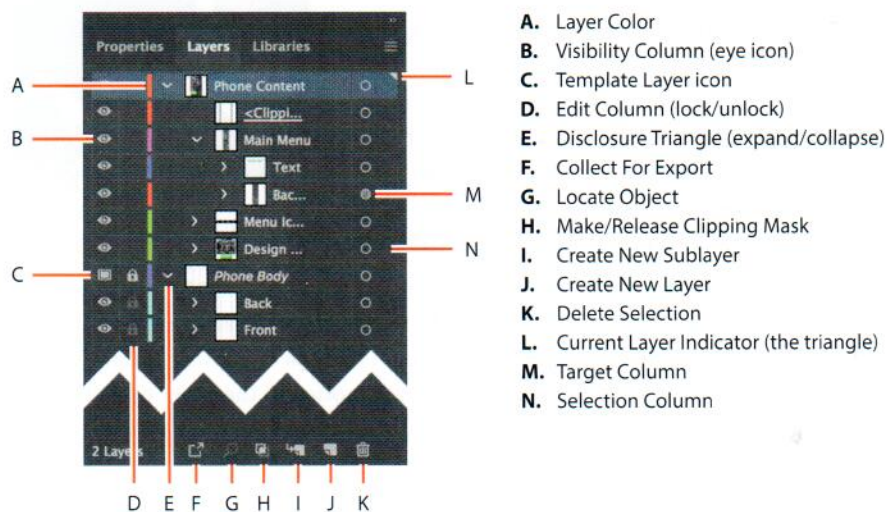 Properties Layers Libraries
Phone Content
<Clippi...
Main Menu
Text
Bac...
Menu Ic...
Design ...
Phone Body
Back
Front
2 Layers
A
B
C
L
M
N
D E F G H I J K
A. Layer Color
B. Visibility Column (eye icon)
C. Template Layer icon
D. Edit Column (lock/unlock)
E. Disclosure Triangle (expand/collapse)
F. Collect For Export
G. Locate Object
H. Make/Release Clipping Mask
I. Create New Sublayer
J. Create New Layer
K. Delete Selection
L. Current Layer Indicator (the triangle)
M. Target Column
N. Selection Column